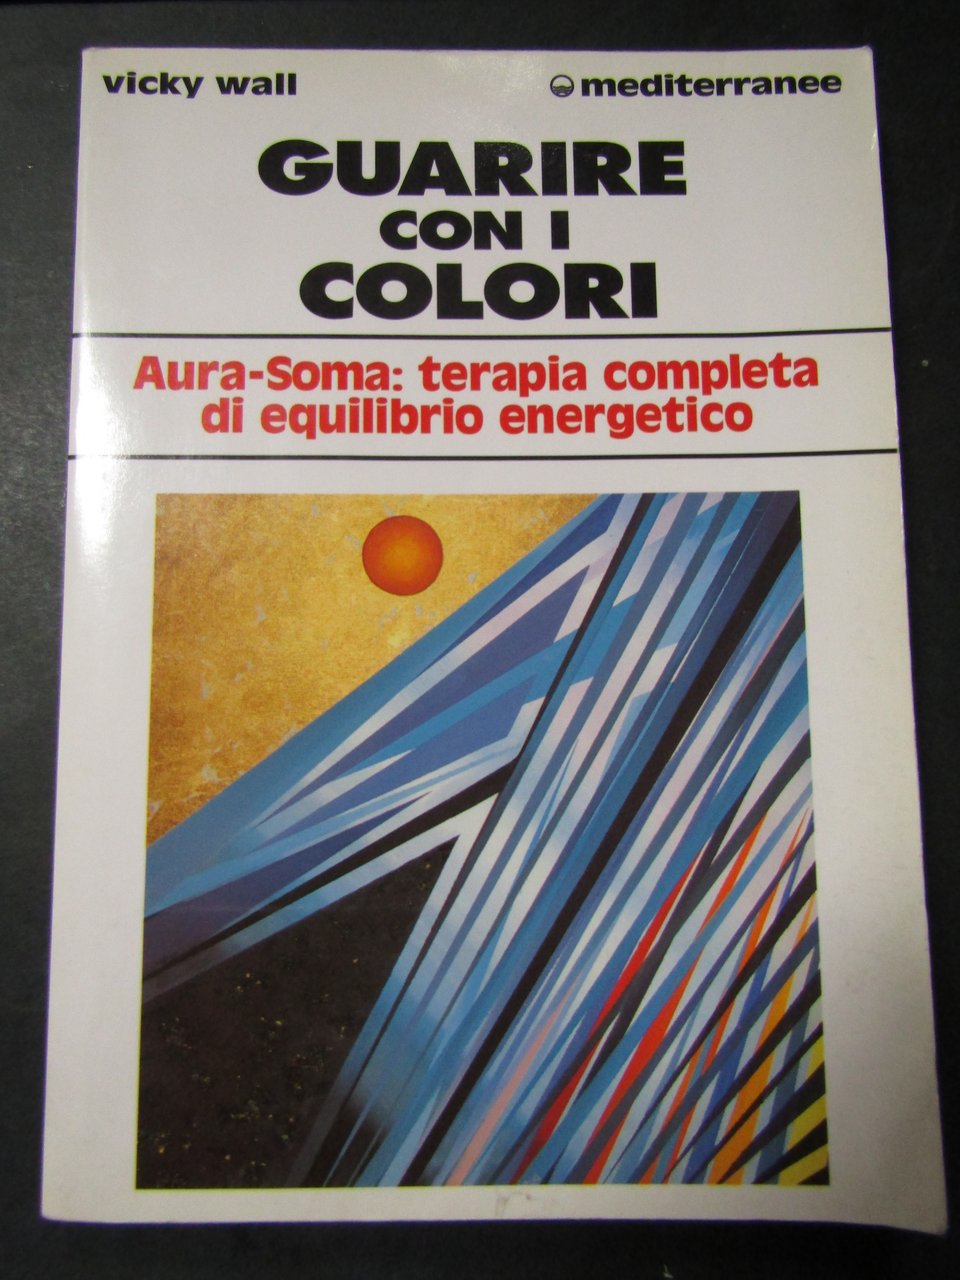 vicky wall
mediterranee
GUARIRE
CON I
COLORI
Aura-Soma: terapia completa
di equilibrio energetico